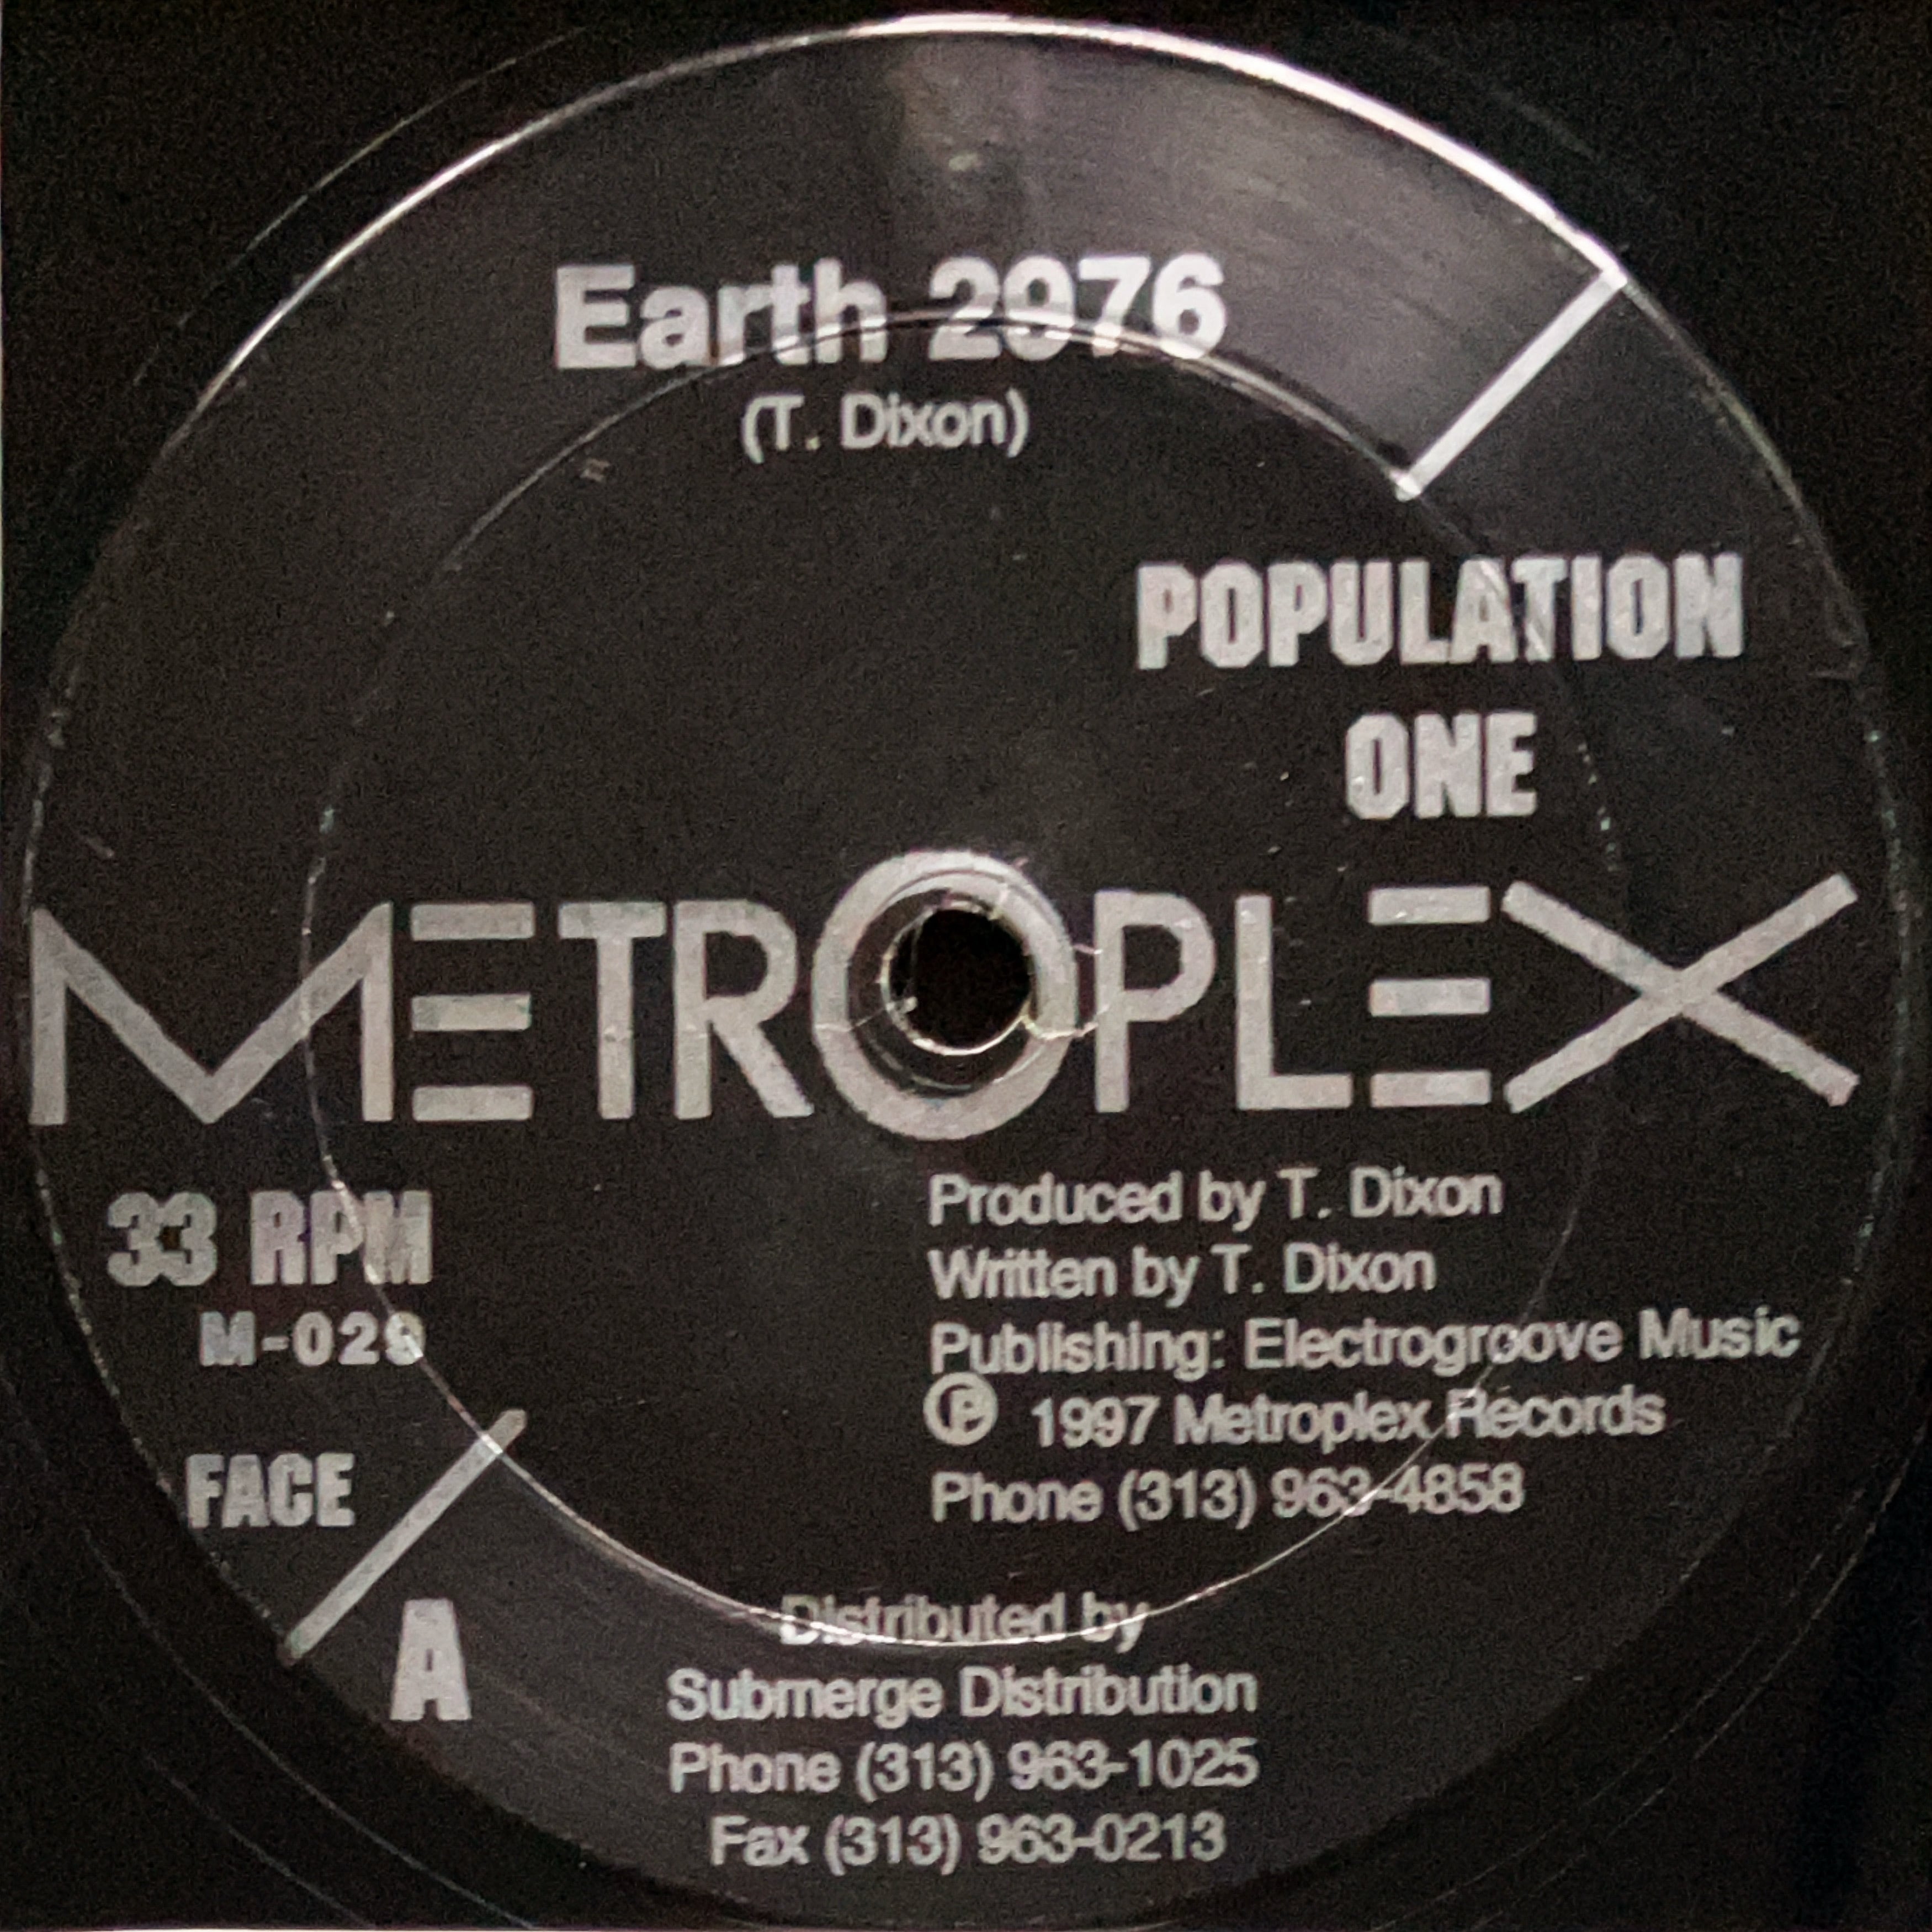 Earth 2976
(T. Dixon)
POPULATION
ONE
METROPLEX
33 RPM
M-029
FACE
A
Produced by T. Dixon
Written by T. Dixon
Publishing: Electrogroove Music
℗ 1997 Metroplex Records
Phone (313) 963-4858
Distributed by
Submerge Distribution
Phone (313) 963-1025
Fax (313) 963-0213